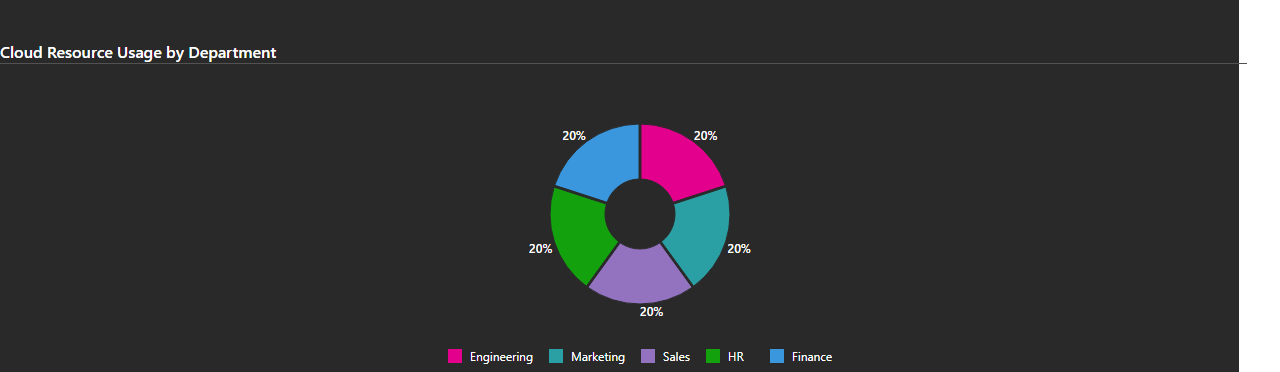 Cloud Resource Usage by Department
20% 20%
20% 20%
20%
Engineering Marketing Sales HR Finance